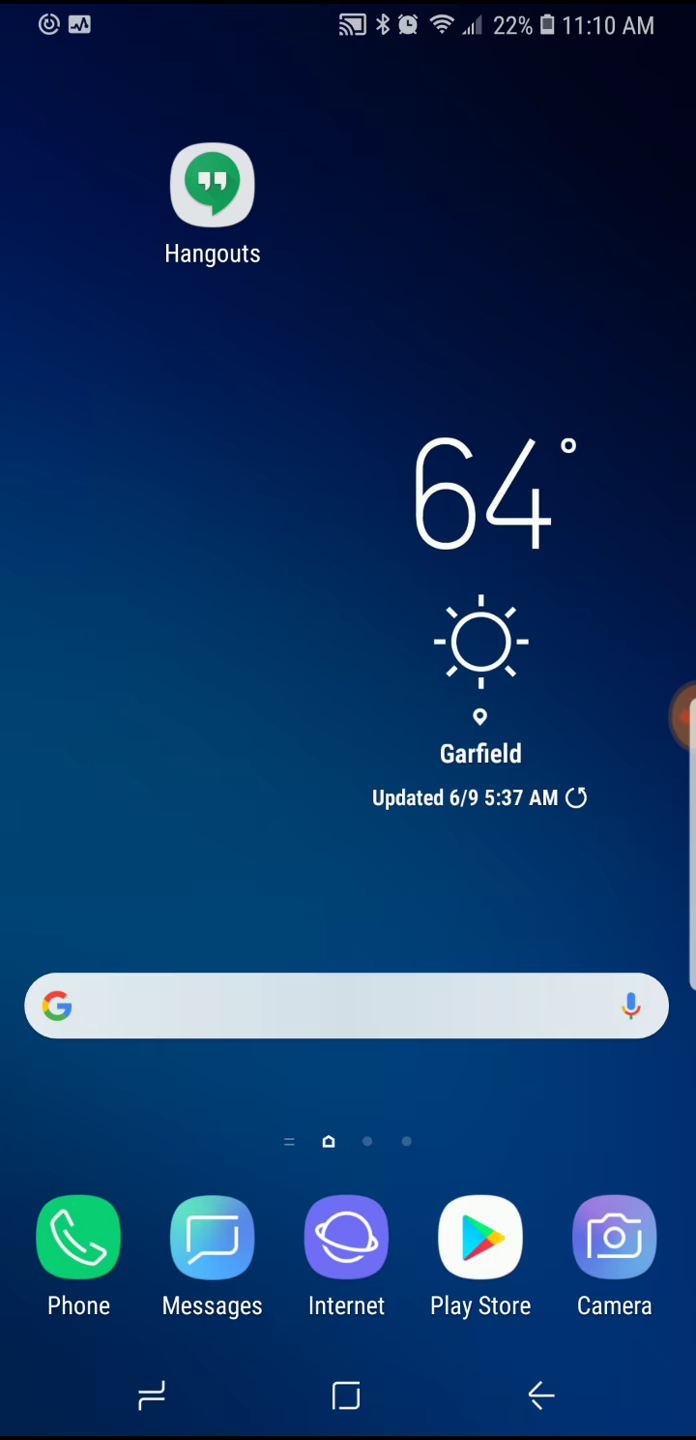 22% 11:10 AM
Hangouts
64°
Garfield
Updated 6/9 5:37 AM
Phone Messages Internet Play Store Camera